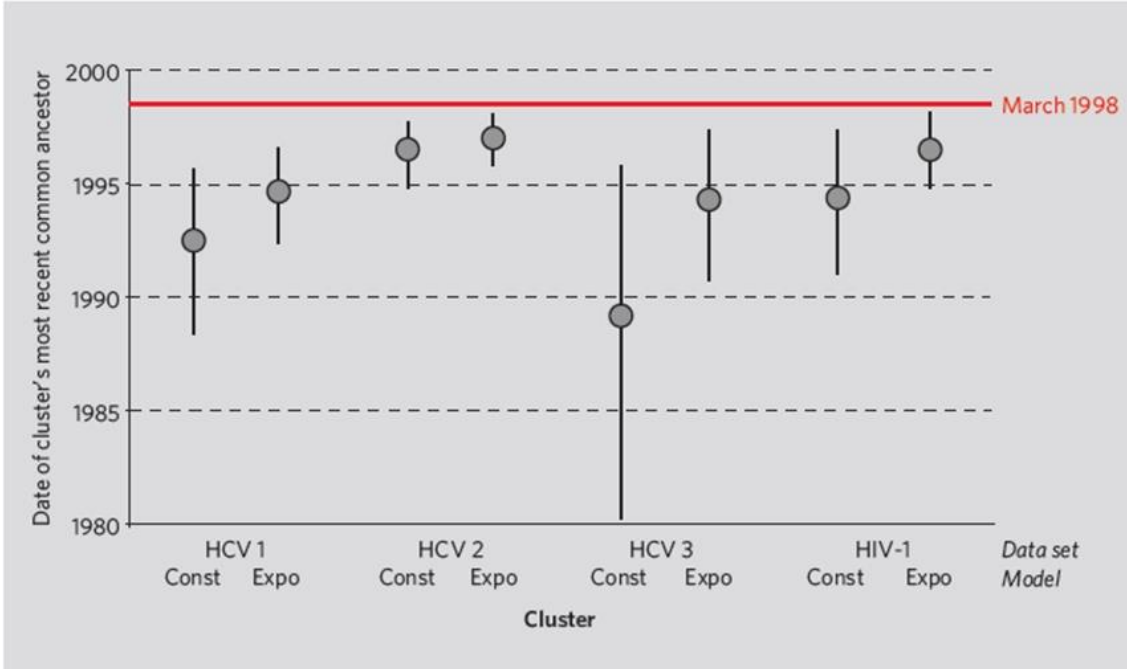 Date of cluster's most recent common ancestor
2000
1995
1990
1985
1980
March 1998
HCV 1 HCV 2 HCV 3 HIV-1 Data set
Const Expo Const Expo Const Expo Const Expo Model
Cluster